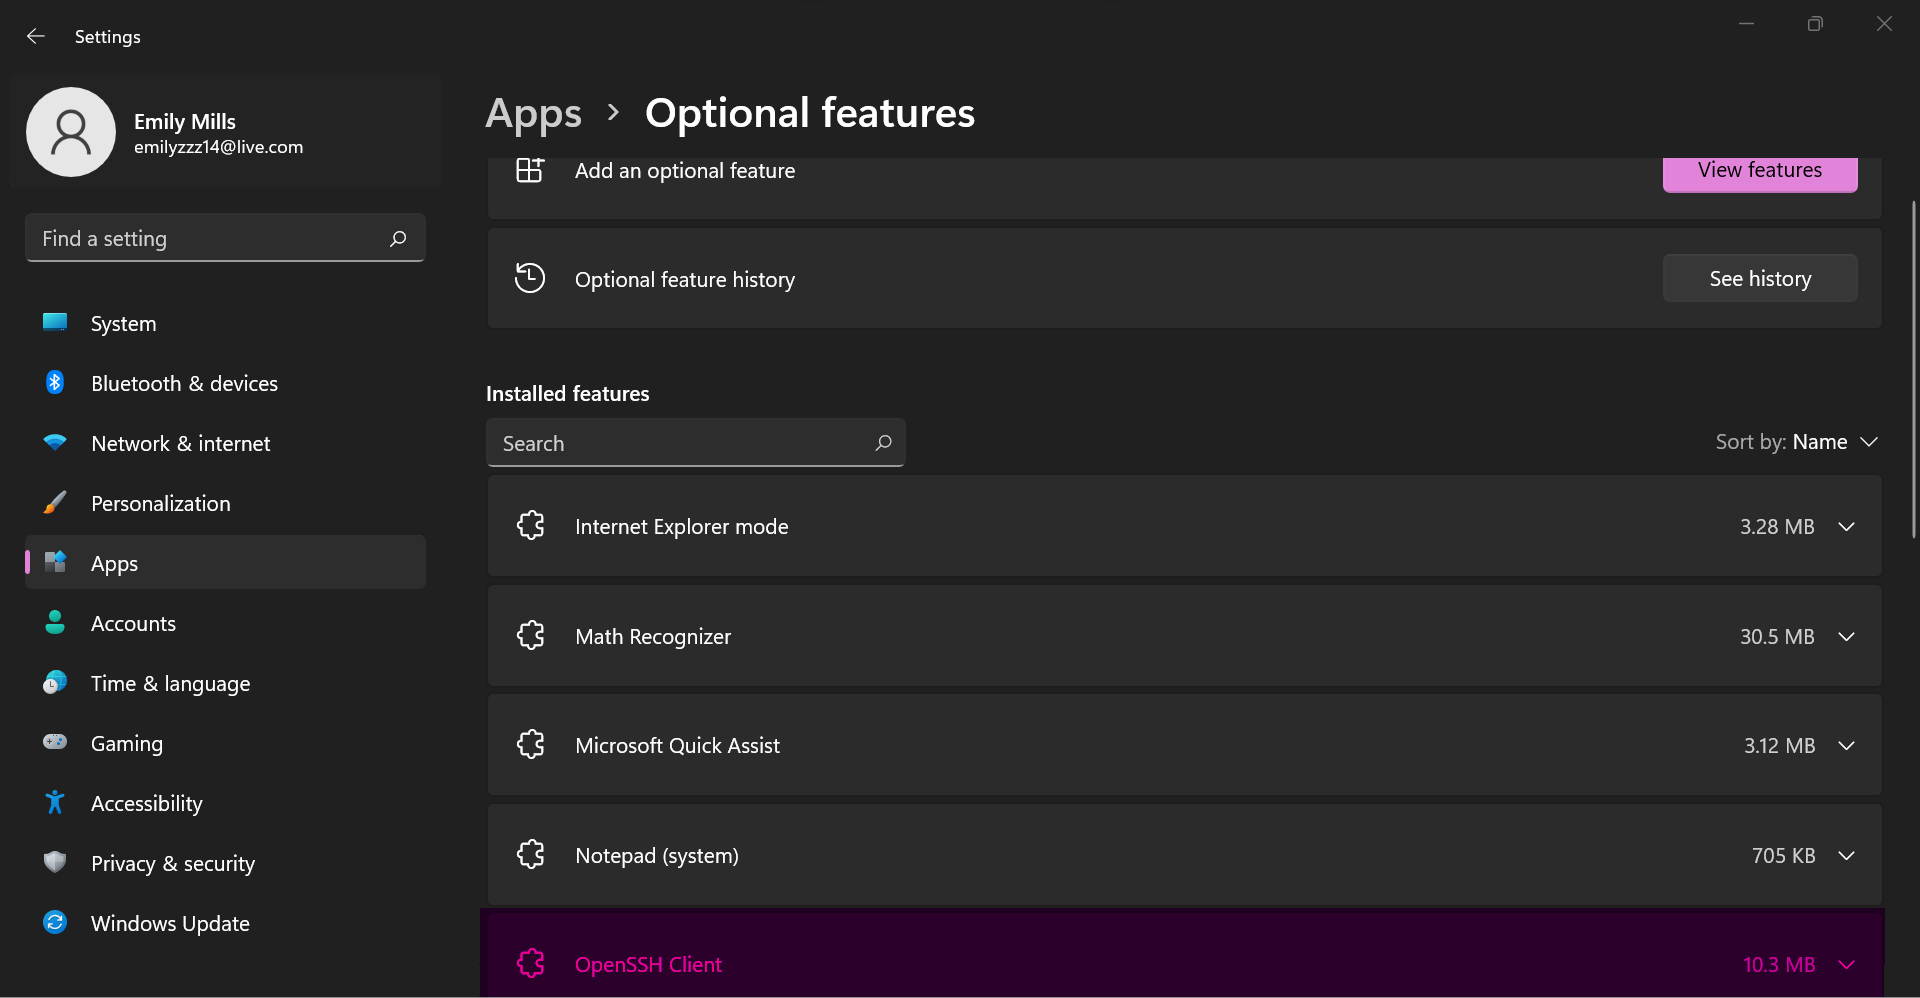 Settings
Emily Mills
emilyzzz14@live.com
Find a setting
System
Bluetooth & devices
Network & internet
Personalization
Apps
Accounts
Time & language
Gaming
Accessibility
Privacy & security
Windows Update
Apps > Optional features
Add an optional feature View features
Optional feature history See history
Installed features
Search Sort by: Name
Internet Explorer mode 3.28 MB
Math Recognizer 30.5 MB
Microsoft Quick Assist 3.12 MB
Notepad (system) 705 KB
OpenSSH Client 10.3 MB